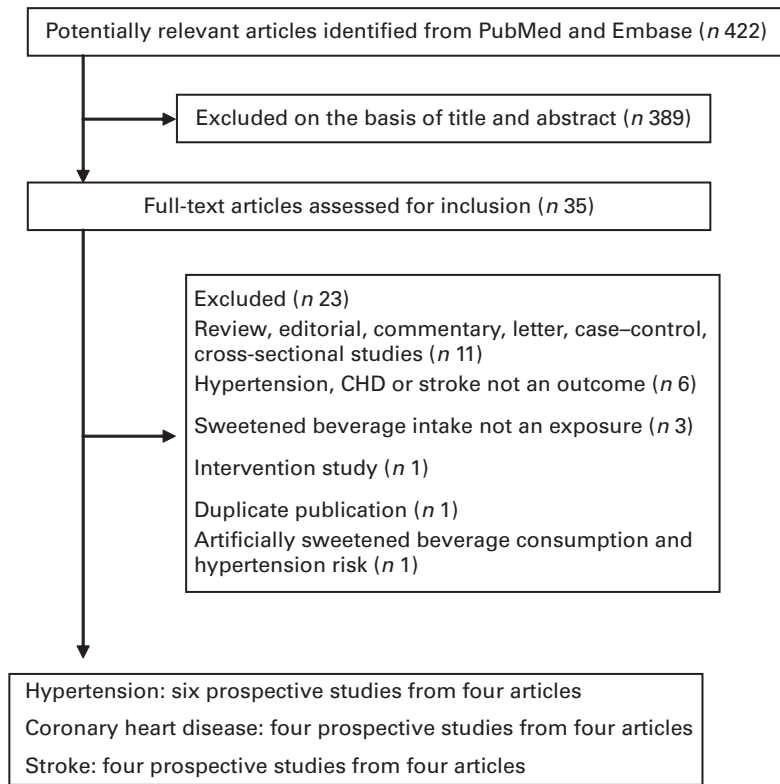 Potentially relevant articles identified from PubMed and Embase (n 422)
Excluded on the basis of title and abstract (n 389)
Full-text articles assessed for inclusion (n 35)
Excluded (n 23)
Review, editorial, commentary, letter, case–control,
cross-sectional studies (n 11)
Hypertension, CHD or stroke not an outcome (n 6)
Sweetened beverage intake not an exposure (n 3)
Intervention study (n 1)
Duplicate publication (n 1)
Artificially sweetened beverage consumption and
hypertension risk (n 1)
Hypertension: six prospective studies from four articles
Coronary heart disease: four prospective studies from four articles
Stroke: four prospective studies from four articles